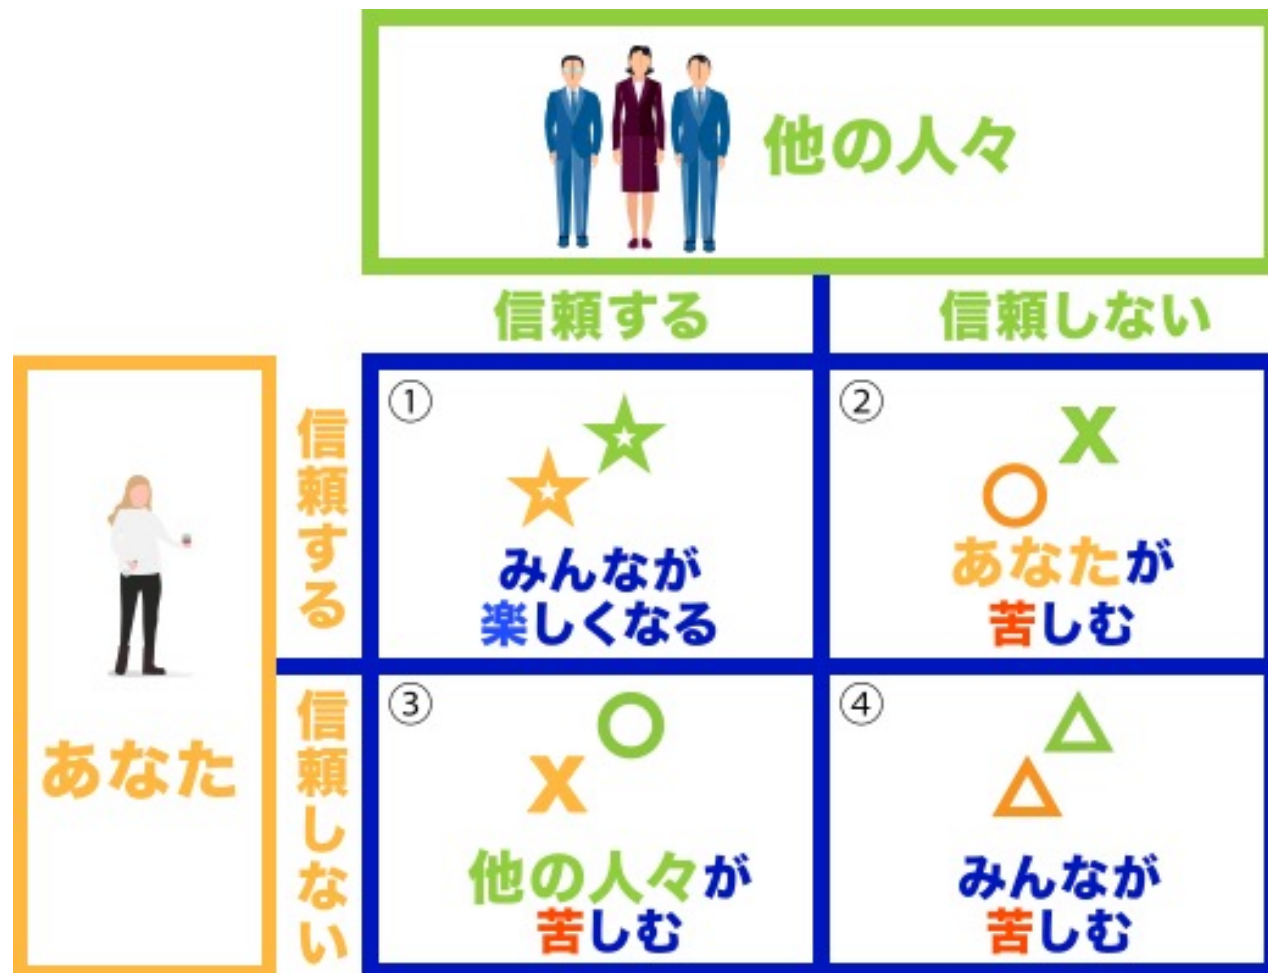 他の人々
信頼する
信頼しない
あなた
信頼する
①
みんなが
楽しくなる
②
X
あなたが
苦しむ
信頼しない
③
X
他の人々が
苦しむ
④
みんなが
苦しむ